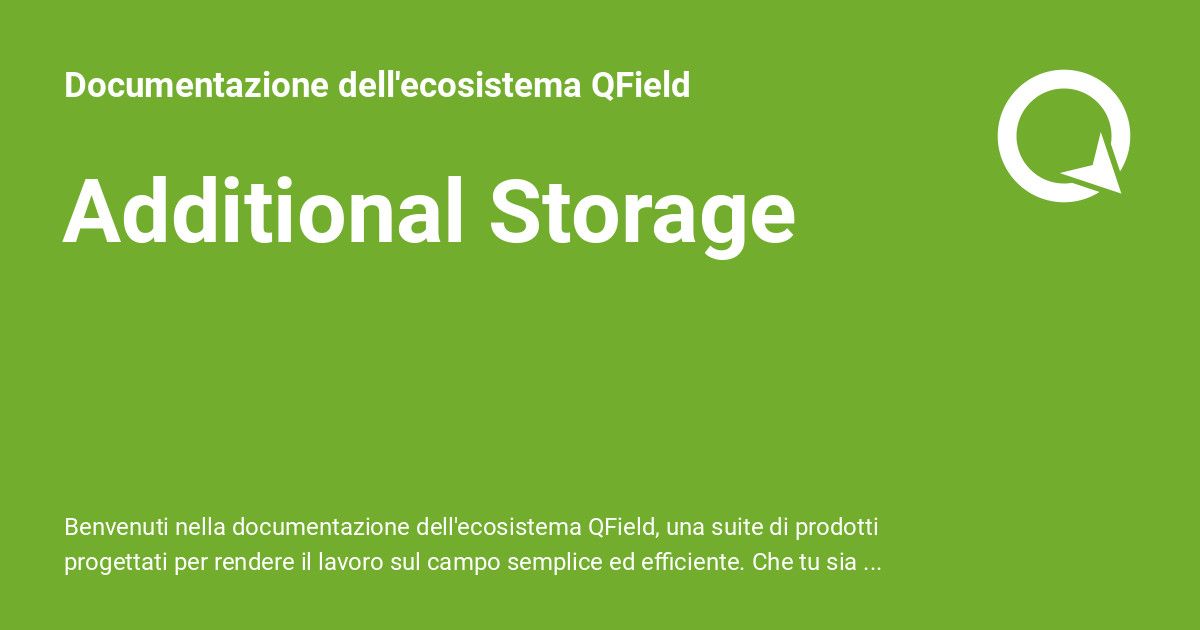 Documentazione dell'ecosistema QField
Additional Storage
Benvenuti nella documentazione dell'ecosistema QField, una suite di prodotti
progettati per rendere il lavoro sul campo semplice ed efficiente. Che tu sia ...